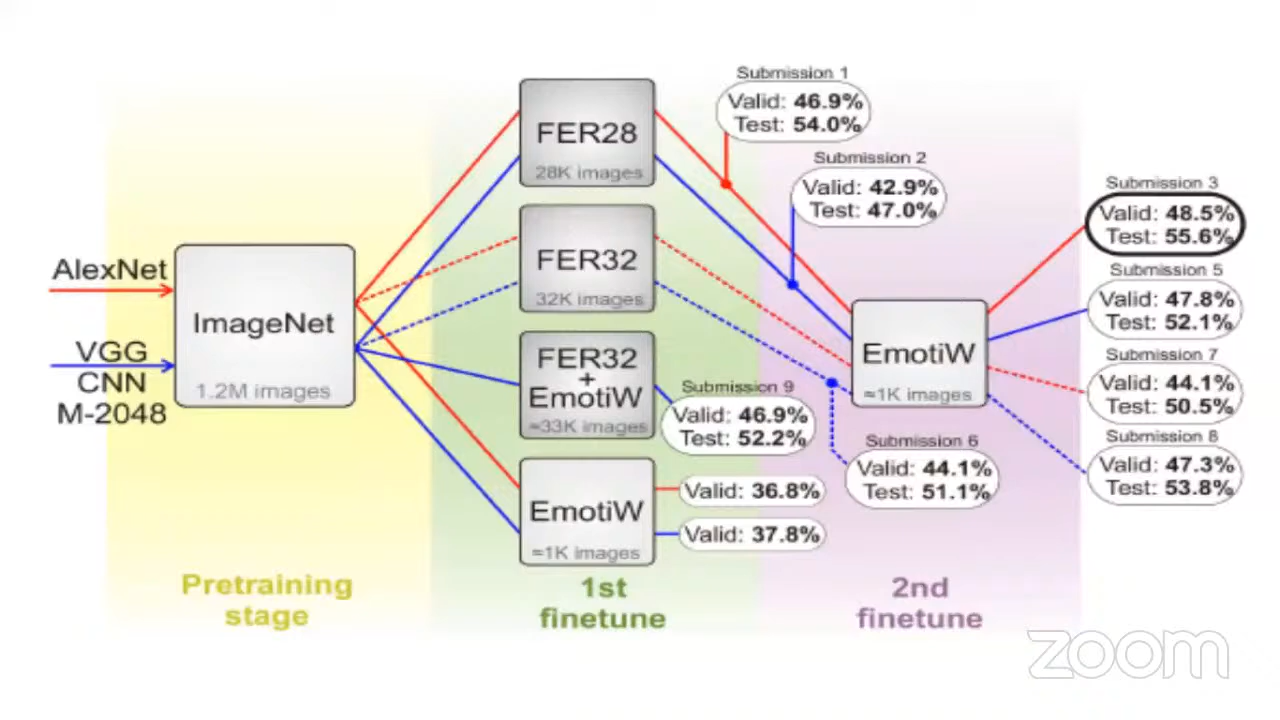 AlexNet
VGG
CNN
M-2048
ImageNet
1.2M images
Pretraining
stage
FER28
28K images
FER32
32K images
FER32
+
EmotiW
≈33K images
EmotiW
≈1K images
1st
finetune
Submission 1
Valid: 46.9%
Test: 54.0%
Submission 2
Valid: 42.9%
Test: 47.0%
Submission 9
Valid: 46.9%
Test: 52.2%
Valid: 36.8%
Valid: 37.8%
Submission 6
Valid: 44.1%
Test: 51.1%
EmotiW
≈1K images
2nd
finetune
Submission 3
Valid: 48.5%
Test: 55.6%
Submission 5
Valid: 47.8%
Test: 52.1%
Submission 7
Valid: 44.1%
Test: 50.5%
Submission 8
Valid: 47.3%
Test: 53.8%
zoom